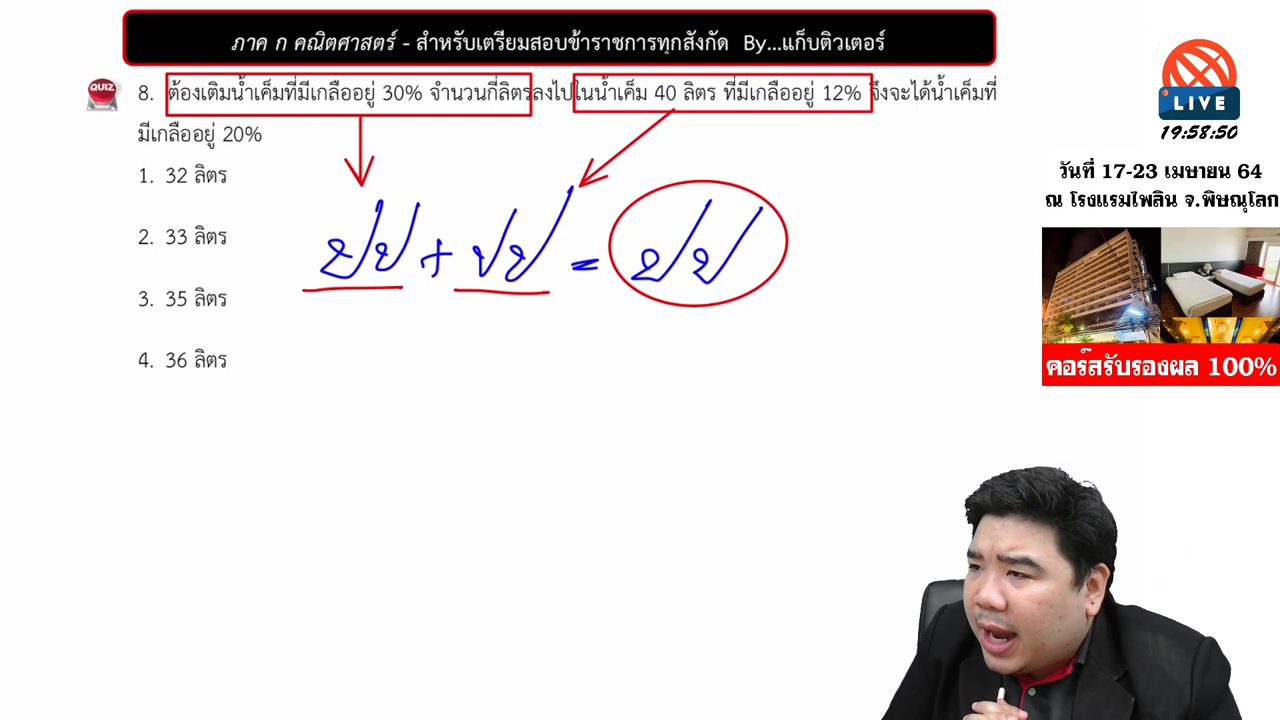 ภาค ก คณิตศาสตร์ - สำหรับเตรียมสอบข้าราชการทุกสังกัด By...แก็บติวเตอร์
QUIZ
8. ต้องเติมน้ำเค็มที่มีเกลืออยู่ 30% จำนวนกี่ลิตรลงไปในน้ำเค็ม 40 ลิตร ที่มีเกลืออยู่ 12% จึงจะได้น้ำเค็มที่
มีเกลืออยู่ 20%
1. 32 ลิตร
2. 33 ลิตร
3. 35 ลิตร
4. 36 ลิตร
ปป + ปป = ปป
LIVE
19:58:50
วันที่ 17-23 เมษายน 64
ณ โรงแรมไพลิน จ.พิษณุโลก
คอร์สรับรองผล 100%